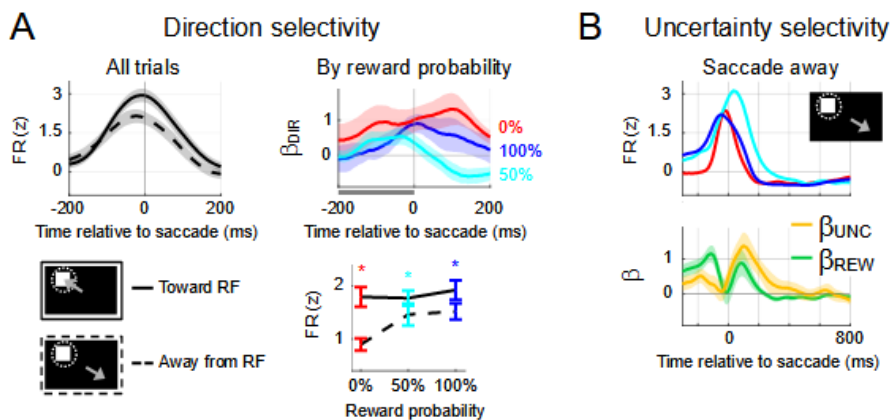 A
Direction selectivity
All trials
3
1.5
0
FR (z)
-200
0
200
Time relative to saccade (ms)
By reward probability
1
0
βDIR
0%
100%
50%
-200
0
200
Time relative to saccade (ms)
Toward RF
Away from RF
2
1
FR(z)
*
*
*
0%
50%
100%
Reward probability
B
Uncertainty selectivity
Saccade away
3
1.5
0
FR(z)
βUNC
βREW
1
0
β
0
800
Time relative to saccade (ms)